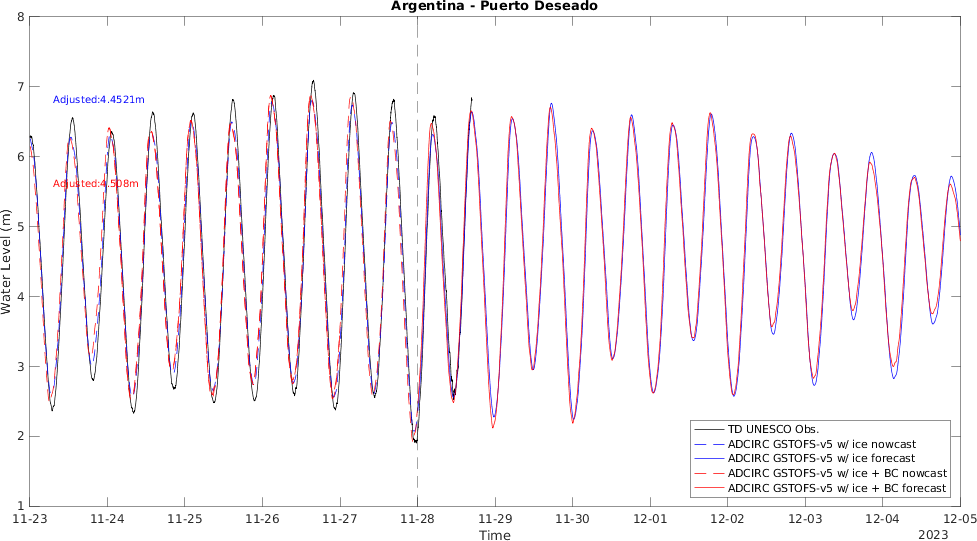 Argentina - Puerto Deseado
8
7
6
5
4
3
2
1
Water Level (m)
Adjusted:4.4521m
Adjusted:4.508m
TD UNESCO Obs.
ADCIRC GSTOFS-v5 w/ ice nowcast
ADCIRC GSTOFS-v5 w/ ice forecast
ADCIRC GSTOFS-v5 w/ ice + BC nowcast
ADCIRC GSTOFS-v5 w/ ice + BC forecast
11-23 11-24 11-25 11-26 11-27 11-28 11-29 11-30 12-01 12-02 12-03 12-04 12-05
Time
2023